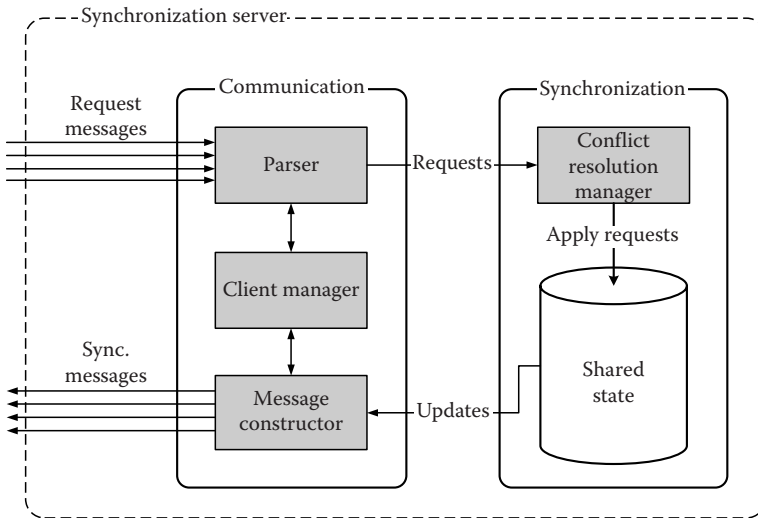 Synchronization server
Communication
Synchronization
Request
messages
Parser
Requests
Conflict
resolution
manager
Apply requests
Client manager
Shared
state
Sync.
messages
Message
constructor
Updates